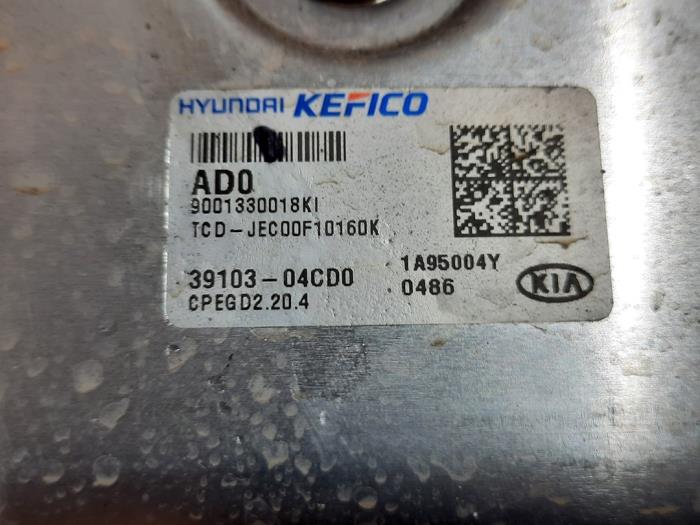 HYUNDAI KEFICO
AD0
9001330018KI
TCD-JEC00F10160K
39103-04CD0
CPEGD2.20.4
1A95004Y
0486
KIA